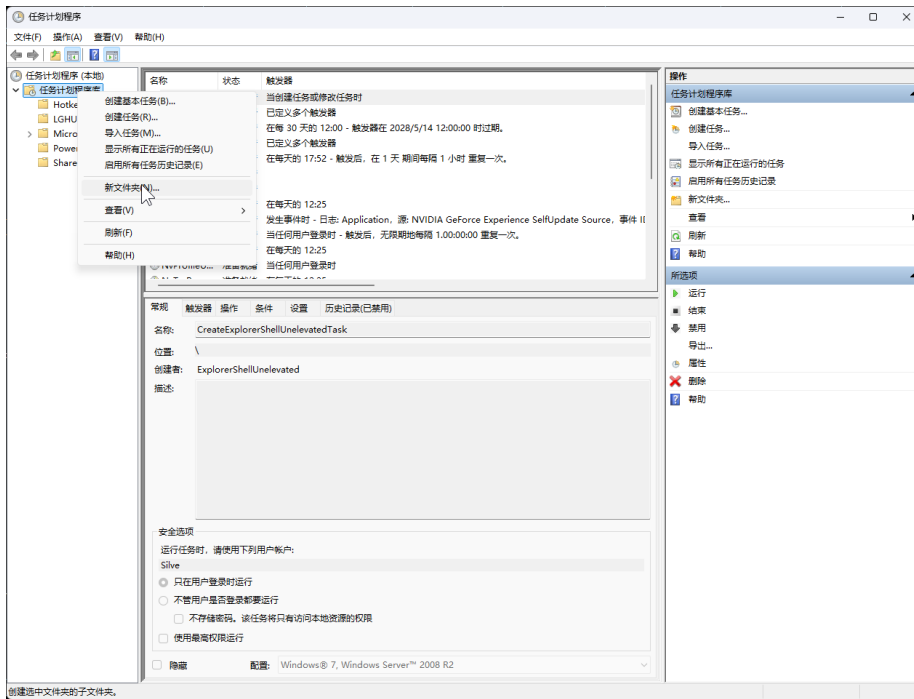 任务计划程序
文件(F) 操作(A) 查看(V) 帮助(H)
任务计划程序 (本地)
任务计划程序库
Hotke
LGHU
Micro
Power
Share
创建基本任务(B)...
创建任务(R)...
导入任务(M)...
显示所有正在运行的任务(U)
启用所有任务历史记录(E)
新文件夹(N)...
查看(V)
刷新(F)
帮助(H)
名称 状态 触发器
当创建任务或修改任务时
已定义多个触发器
在每 30 天的 12:00 - 触发器在 2028/5/14 12:00:00 时过期。
已定义多个触发器
在每天的 17:52 - 触发后，在 1 天 期间每隔 1 小时 重复一次。
在每天的 12:25
发生事件时 - 日志: Application，源: NVIDIA GeForce Experience SelfUpdate Source，事件 II
当任何用户登录时 - 触发后，无限期地每隔 1.00:00:00 重复一次。
在每天的 12:25
NvProfileU... 准备就绪 当任何用户登录时
常规 触发器 操作 条件 设置 历史记录(已禁用)
名称: CreateExplorerShellUnelevatedTask
位置: \
创建者: ExplorerShellUnelevated
描述:
安全选项
运行任务时，请使用下列用户帐户:
Silve
只在用户登录时运行
不管用户是否登录都要运行
不存储密码。该任务将只有访问本地资源的权限
使用最高权限运行
隐藏 配置: Windows® 7, Windows Server™ 2008 R2
操作
任务计划程序库
创建基本任务...
创建任务...
导入任务...
显示所有正在运行的任务
启用所有任务历史记录
新文件夹...
查看
刷新
帮助
所选项
运行
结束
禁用
导出...
属性
删除
帮助
创建选中文件夹的子文件夹。